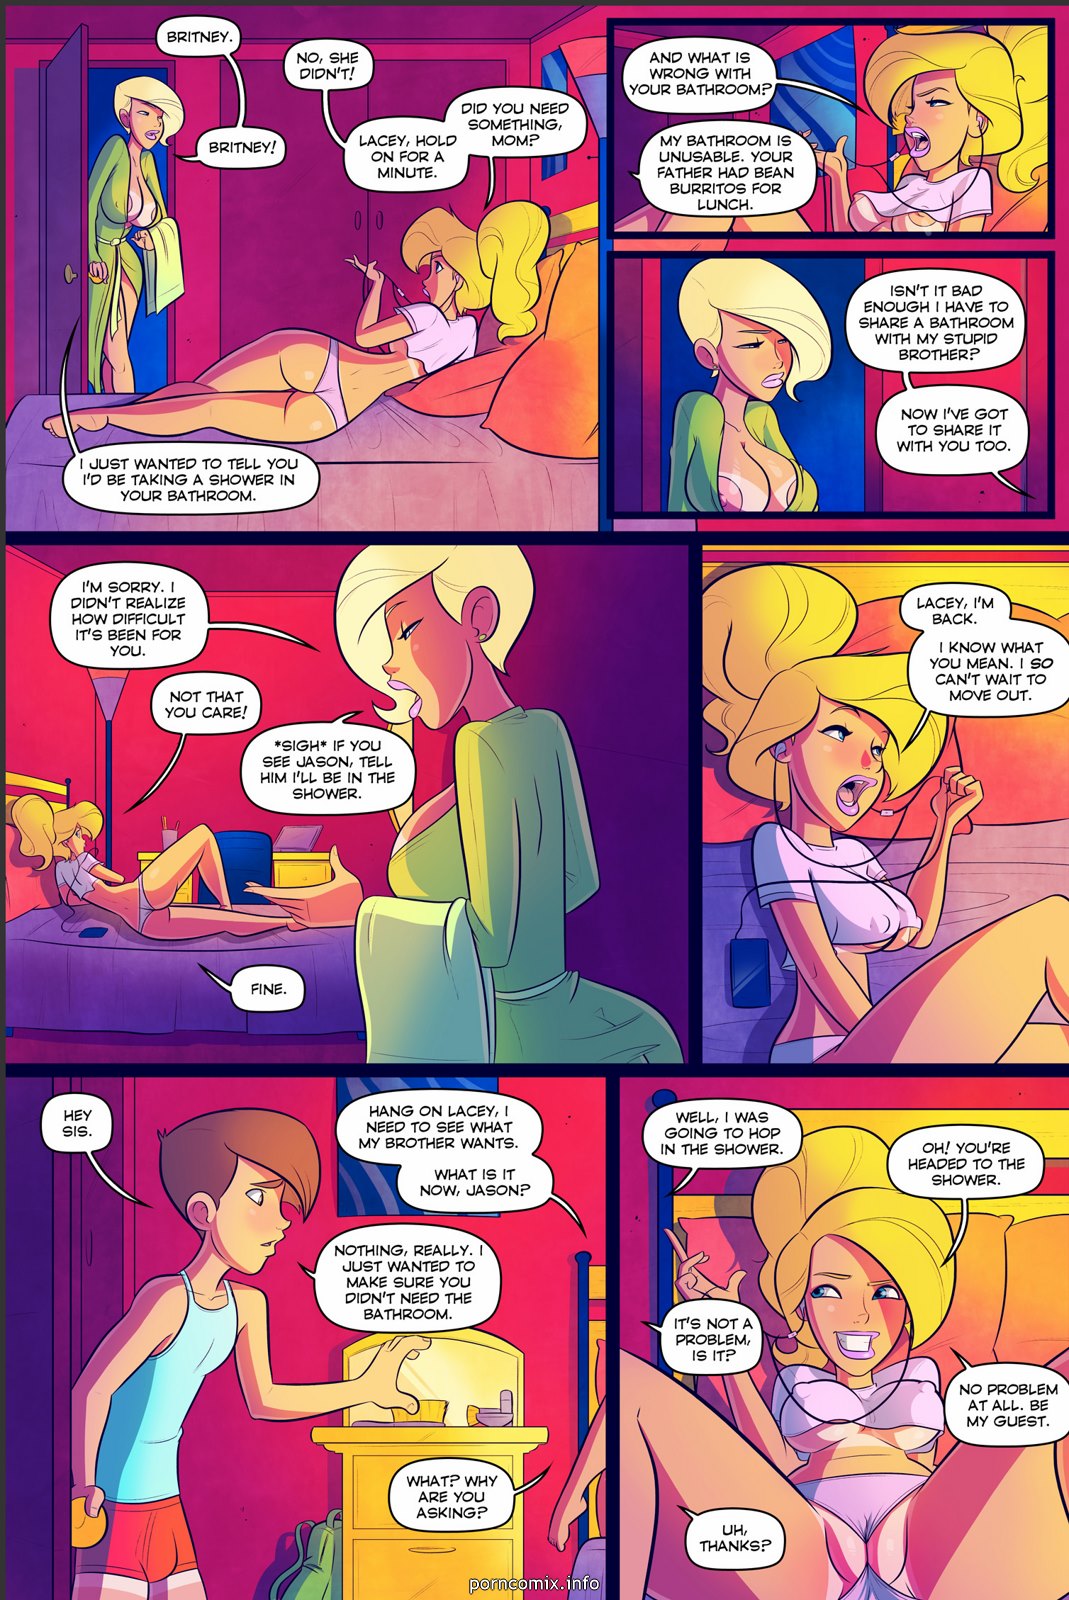 BRITNEY.
BRITNEY!
NO, SHE
DIDN'T!
LACEY, HOLD
ON FOR A
MINUTE.
DID YOU NEED
SOMETHING,
MOM?
I JUST WANTED TO TELL YOU
I'D BE TAKING A SHOWER IN
YOUR BATHROOM.
AND WHAT IS
WRONG WITH
YOUR BATHROOM?
MY BATHROOM IS
UNUSABLE. YOUR
FATHER HAD BEAN
BURRITOS FOR
LUNCH.
ISN'T IT BAD
ENOUGH I HAVE TO
SHARE A BATHROOM
WITH MY STUPID
BROTHER?
NOW I'VE GOT
TO SHARE IT
WITH YOU TOO.
I'M SORRY. I
DIDN'T REALIZE
HOW DIFFICULT
IT'S BEEN FOR
YOU.
NOT THAT
YOU CARE!
*SIGH* IF YOU
SEE JASON, TELL
HIM I'LL BE IN THE
SHOWER.
FINE.
LACEY, I'M
BACK.
I KNOW WHAT
YOU MEAN. I SO
CAN'T WAIT TO
MOVE OUT.
HEY
SIS.
HANG ON LACEY, I
NEED TO SEE WHAT
MY BROTHER WANTS.
WHAT IS IT
NOW, JASON?
NOTHING, REALLY. I
JUST WANTED TO
MAKE SURE YOU
DIDN'T NEED THE
BATHROOM.
WHAT? WHY
ARE YOU
ASKING?
WELL, I WAS
GOING TO HOP
IN THE SHOWER.
OH! YOU'RE
HEADED TO THE
SHOWER.
IT'S NOT A
PROBLEM,
IS IT?
NO PROBLEM
AT ALL. BE
MY GUEST.
UH,
THANKS?
porncomix.info